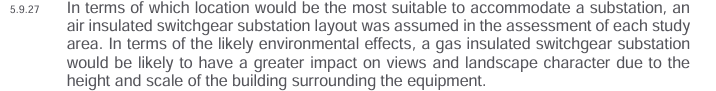 5.9.27 In terms of which location would be the most suitable to accommodate a substation, an
air insulated switchgear substation layout was assumed in the assessment of each study
area. In terms of the likely environmental effects, a gas insulated switchgear substation
would be likely to have a greater impact on views and landscape character due to the
height and scale of the building surrounding the equipment.